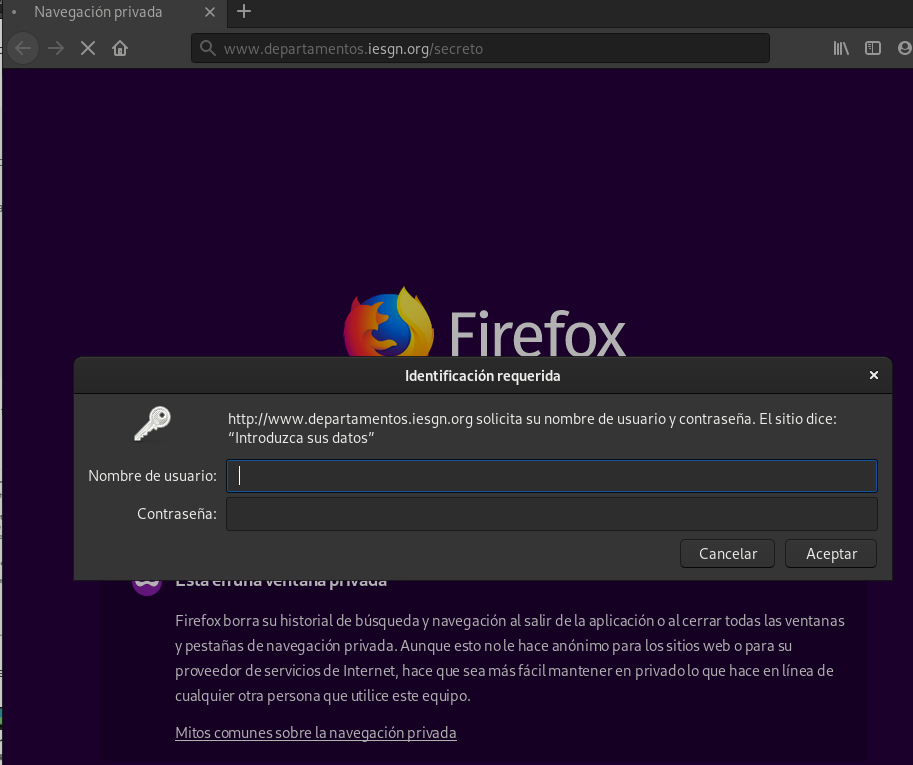 Navegación privada
www.departamentos.iesgn.org/secreto
Firefox
Identificación requerida
http://www.departamentos.iesgn.org solicita su nombre de usuario y contraseña. El sitio dice:
“Introduzca sus datos”
Nombre de usuario:
Contraseña:
Cancelar Aceptar
Está en una ventana privada
Firefox borra su historial de búsqueda y navegación al salir de la aplicación o al cerrar todas las ventanas
y pestañas de navegación privada. Aunque esto no le hace anónimo para los sitios web o para su
proveedor de servicios de Internet, hace que sea más fácil mantener en privado lo que hace en línea de
cualquier otra persona que utilice este equipo.
Mitos comunes sobre la navegación privada